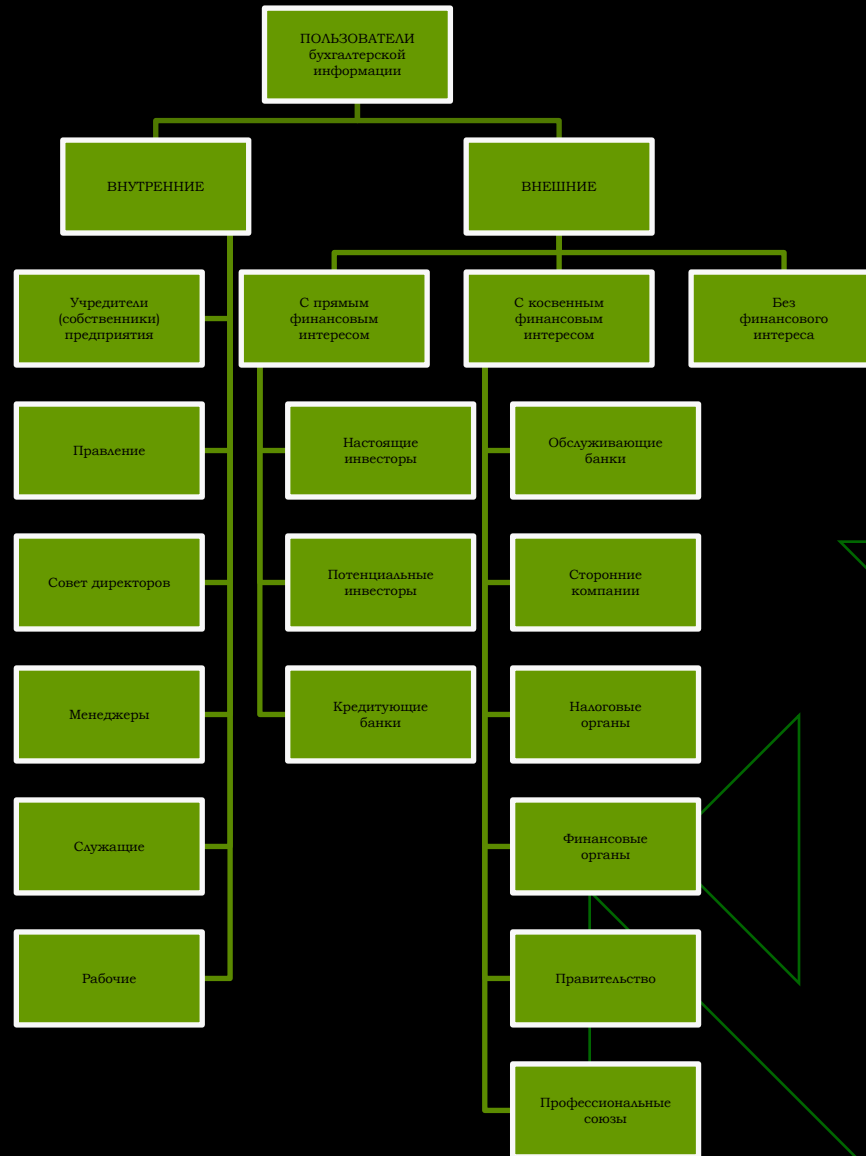 ПОЛЬЗОВАТЕЛИ
бухгалтерской
информации
ВНУТРЕННИЕ
ВНЕШНИЕ
Учредители
(собственники)
предприятия
Правление
Совет директоров
Менеджеры
Служащие
Рабочие
С прямым
финансовым
интересом
Настоящие
инвесторы
Потенциальные
инвесторы
Кредитующие
банки
С косвенным
финансовым
интересом
Обслуживающие
банки
Сторонние
компании
Налоговые
органы
Финансовые
органы
Правительство
Профессиональные
союзы
Без
финансового
интереса